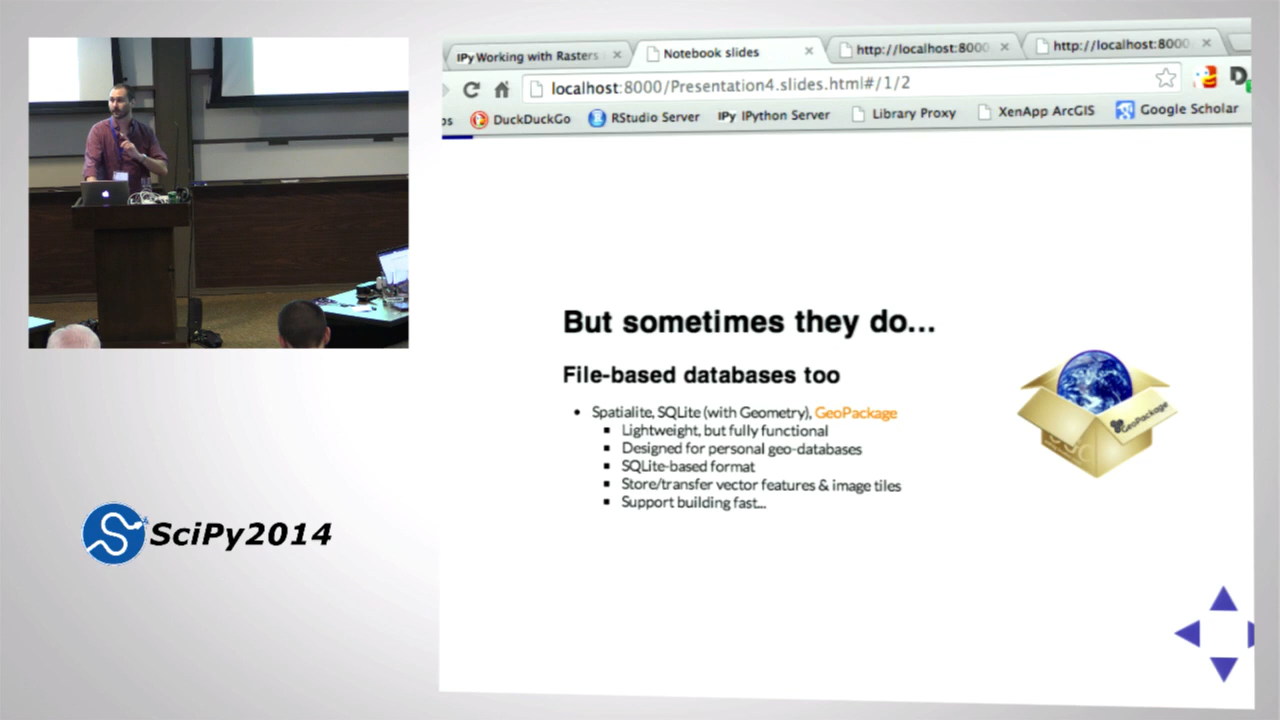 IPy Working with Rasters
Notebook slides
http://localhost:8000
http://localhost:8000
localhost:8000/Presentation4.slides.html#/1/2
DuckDuckGo
RStudio Server
IPy IPython Server
Library Proxy
XenApp ArcGIS
Google Scholar
But sometimes they do...
File-based databases too
• Spatialite, SQLite (with Geometry), GeoPackage
▪ Lightweight, but fully functional
▪ Designed for personal geo-databases
▪ SQLite-based format
▪ Store/transfer vector features & image tiles
▪ Support building fast...
GeoPackage
SciPy2014